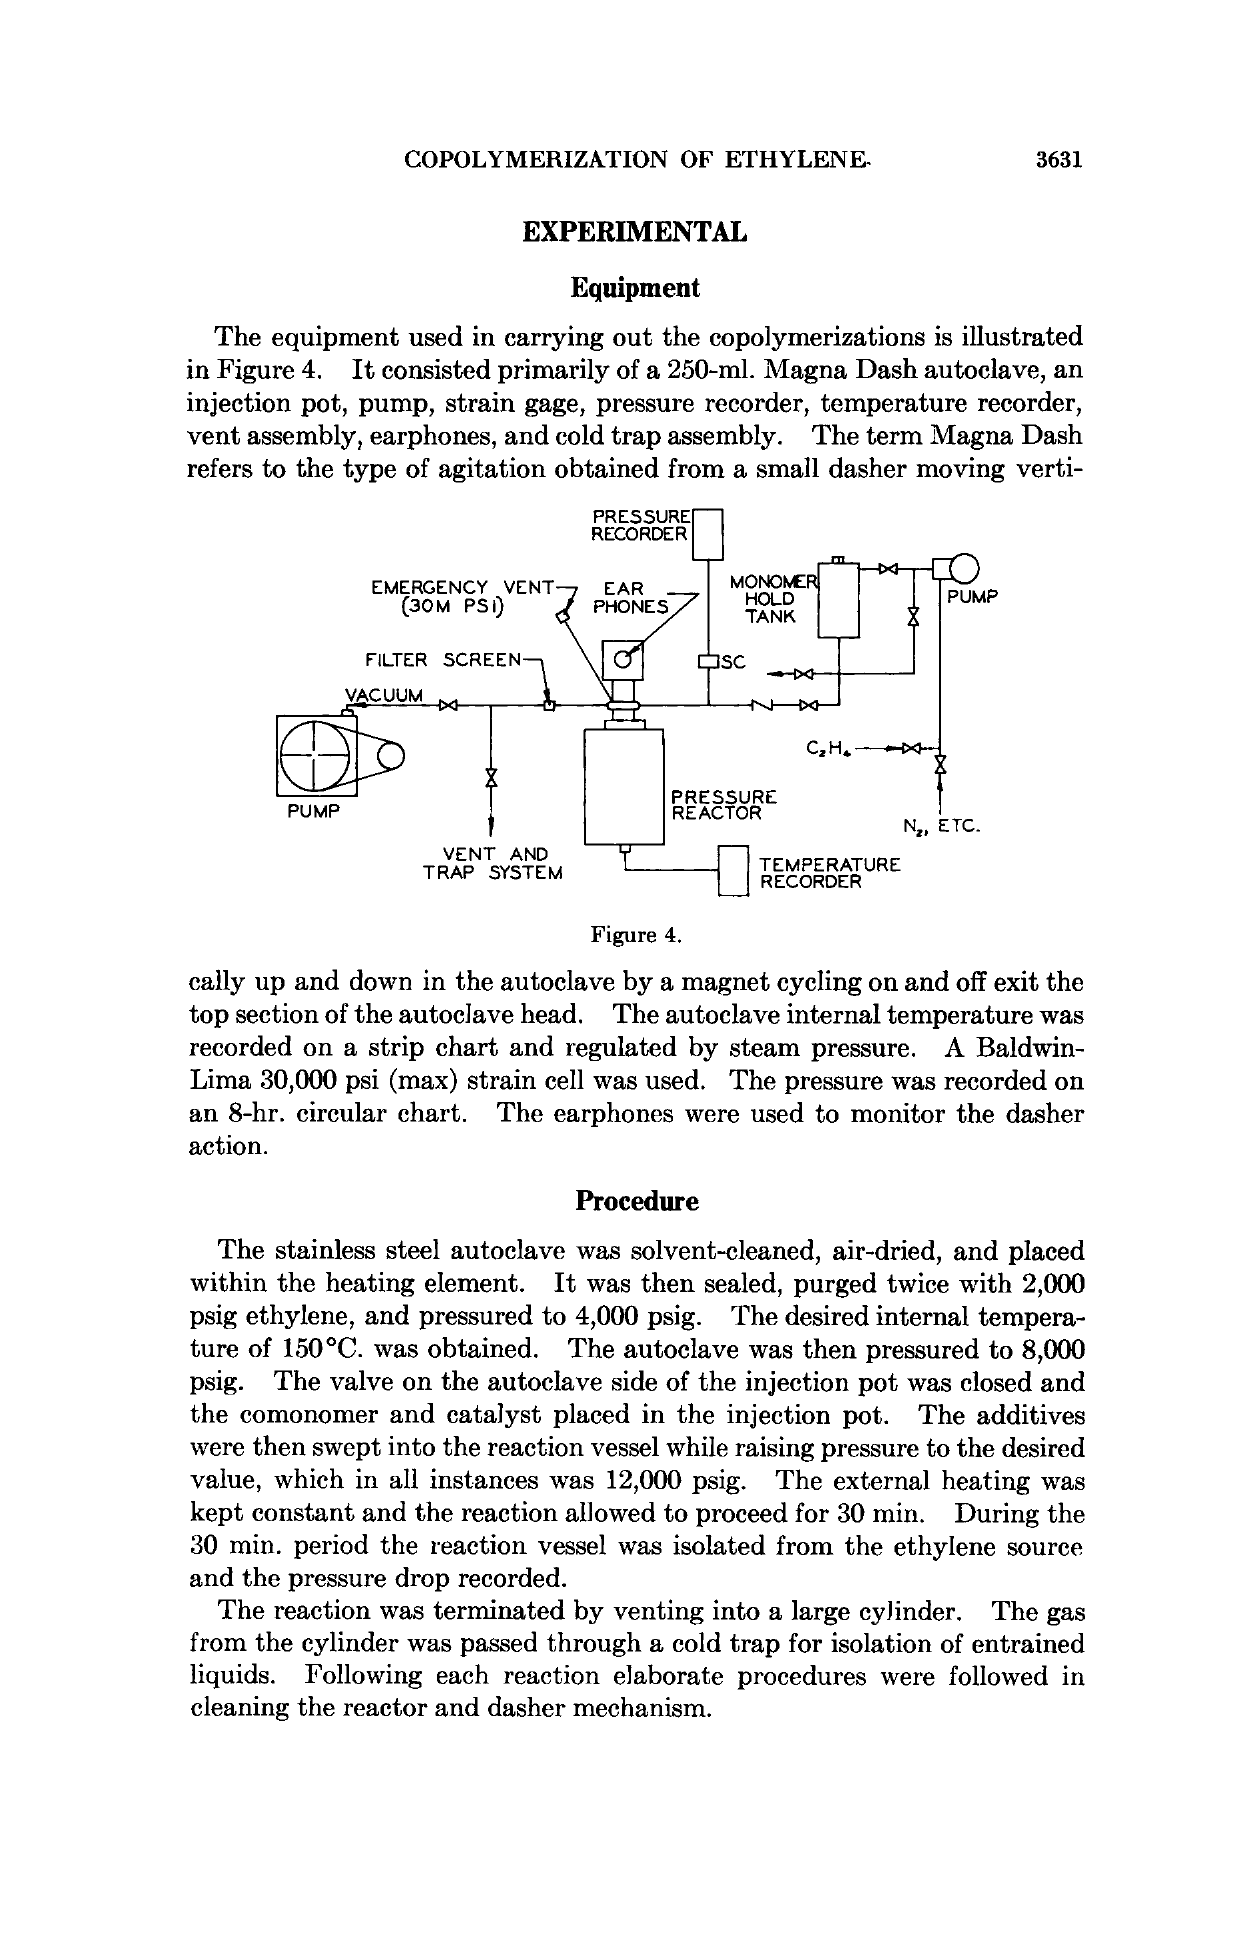 COPOLYMERIZATION OF ETHYLENE 3631
EXPERIMENTAL
Equipment
The equipment used in carrying out the copolymerizations is illustrated
in Figure 4. It consisted primarily of a 250-ml. Magna Dash autoclave, an
injection pot, pump, strain gage, pressure recorder, temperature recorder,
vent assembly, earphones, and cold trap assembly. The term Magna Dash
refers to the type of agitation obtained from a small dasher moving verti-
PRESSURE
RECORDER
EMERGENCY VENT
(30M PSI)
EAR
PHONES
MONOMER
HOLD
TANK
PUMP
FILTER SCREEN
SC
VACUUM
C₂H₄
PUMP
PRESSURE
REACTOR
N₂, ETC.
VENT AND
TRAP SYSTEM
TEMPERATURE
RECORDER
Figure 4.
cally up and down in the autoclave by a magnet cycling on and off exit the
top section of the autoclave head. The autoclave internal temperature was
recorded on a strip chart and regulated by steam pressure. A Baldwin-
Lima 30,000 psi (max) strain cell was used. The pressure was recorded on
an 8-hr. circular chart. The earphones were used to monitor the dasher
action.
Procedure
The stainless steel autoclave was solvent-cleaned, air-dried, and placed
within the heating element. It was then sealed, purged twice with 2,000
psig ethylene, and pressured to 4,000 psig. The desired internal tempera-
ture of 150°C. was obtained. The autoclave was then pressured to 8,000
psig. The valve on the autoclave side of the injection pot was closed and
the comonomer and catalyst placed in the injection pot. The additives
were then swept into the reaction vessel while raising pressure to the desired
value, which in all instances was 12,000 psig. The external heating was
kept constant and the reaction allowed to proceed for 30 min. During the
30 min. period the reaction vessel was isolated from the ethylene source
and the pressure drop recorded.
The reaction was terminated by venting into a large cylinder. The gas
from the cylinder was passed through a cold trap for isolation of entrained
liquids. Following each reaction elaborate procedures were followed in
cleaning the reactor and dasher mechanism.